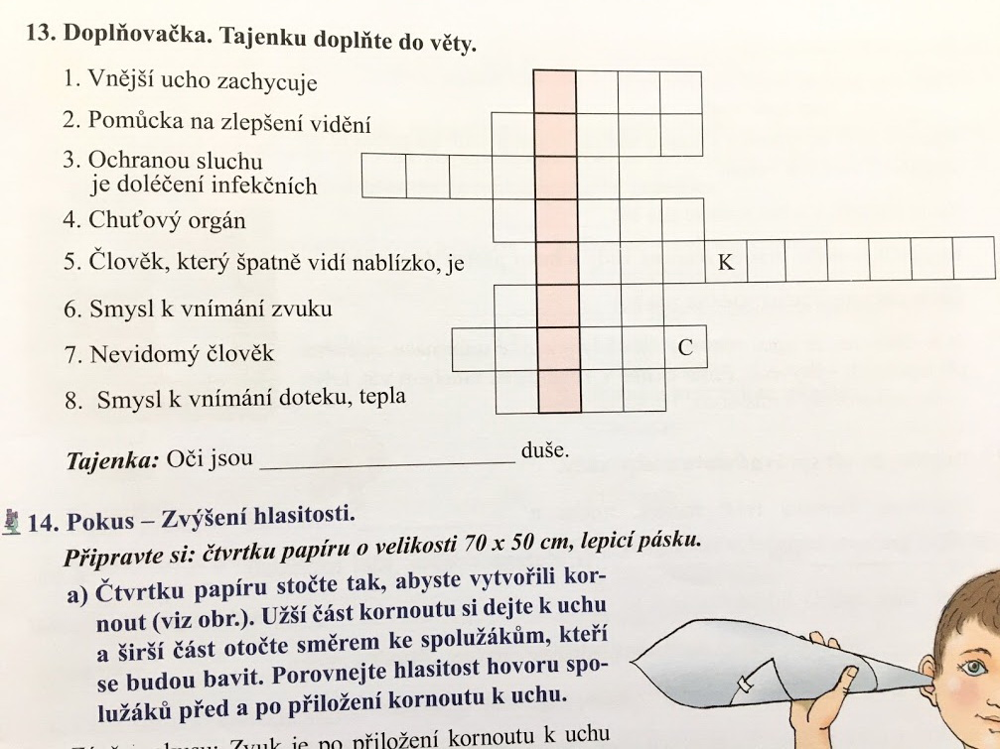 13. Doplňovačka. Tajenku doplňte do věty.
1. Vnější ucho zachycuje
2. Pomůcka na zlepšení vidění
3. Ochranou sluchu
je doléčení infekčních
4. Chuťový orgán
5. Člověk, který špatně vidí nablízko, je
K
6. Smysl k vnímání zvuku
7. Nevidomý člověk
C
8. Smysl k vnímání doteku, tepla
Tajenka: Oči jsou ____________________ duše.
14. Pokus – Zvýšení hlasitosti.
Připravte si: čtvrtku papíru o velikosti 70 x 50 cm, lepicí pásku.
a) Čtvrtku papíru stočte tak, abyste vytvořili kor-
nout (viz obr.). Užší část kornoutu si dejte k uchu
a širší část otočte směrem ke spolužákům, kteří
se budou bavit. Porovnejte hlasitost hovoru spo-
lužáků před a po přiložení kornoutu k uchu.
Zvuk je po přiložení kornoutu k uchu